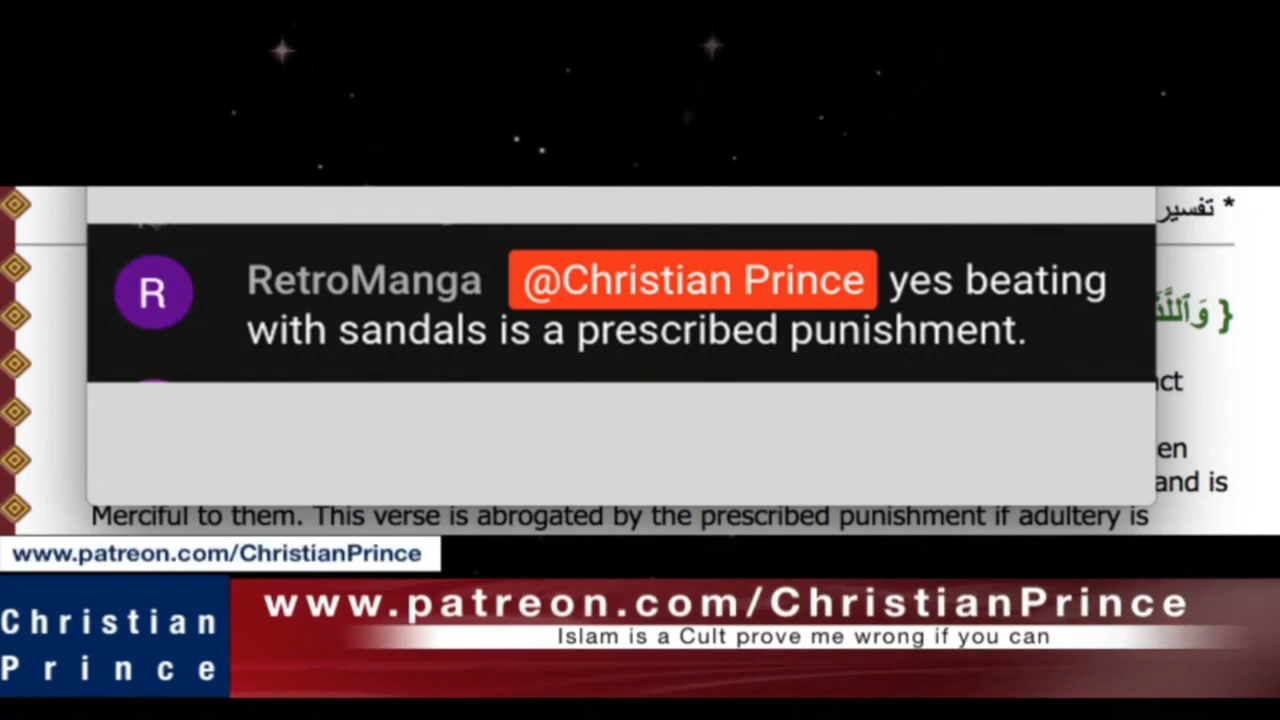 * تفسير
R
RetroManga @Christian Prince yes beating
with sandals is a prescribed punishment.
}
en
and is
Merciful to them. This verse is abrogated by the prescribed punishment if adultery is
www.patreon.com/ChristianPrince
www.patreon.com/ChristianPrince
Islam is a Cult prove me wrong if you can
Christian
Prince